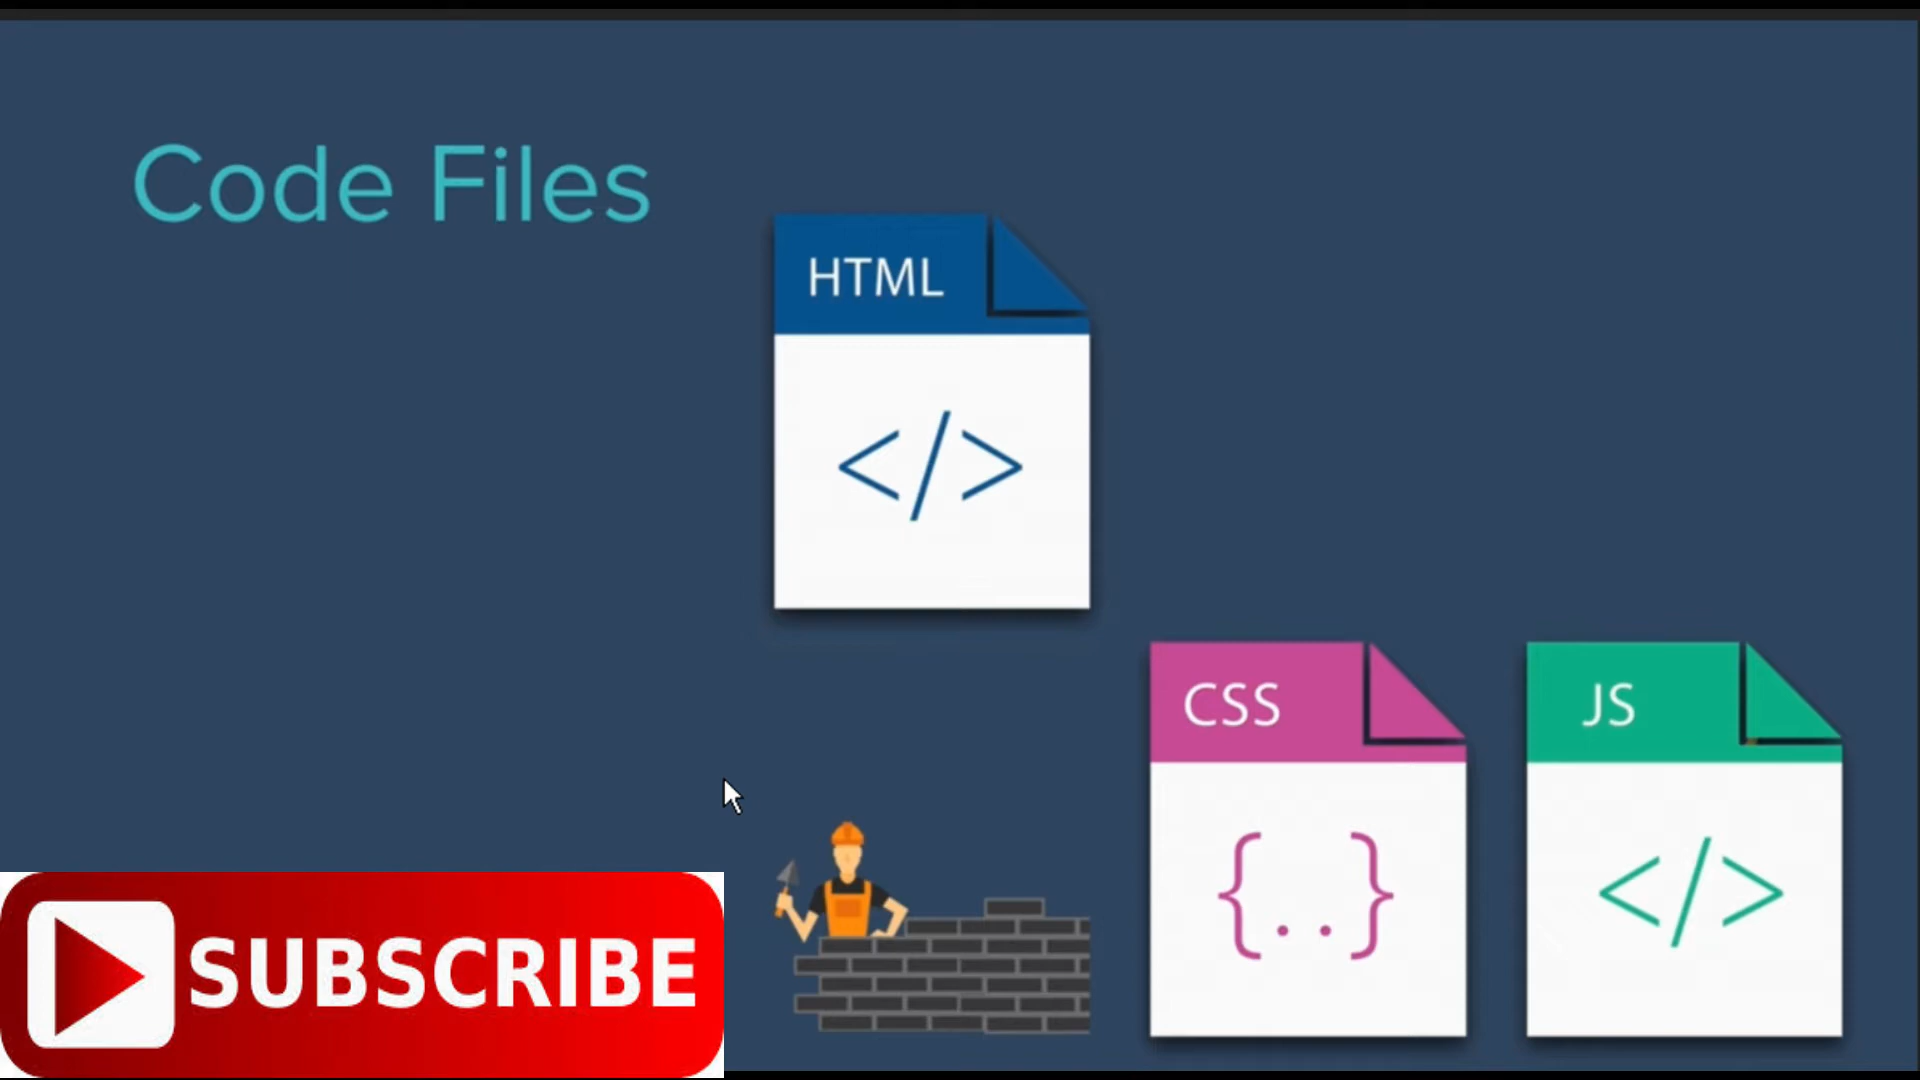 Code Files
HTML
</>
CSS
JS
{..}
</>
SUBSCRIBE